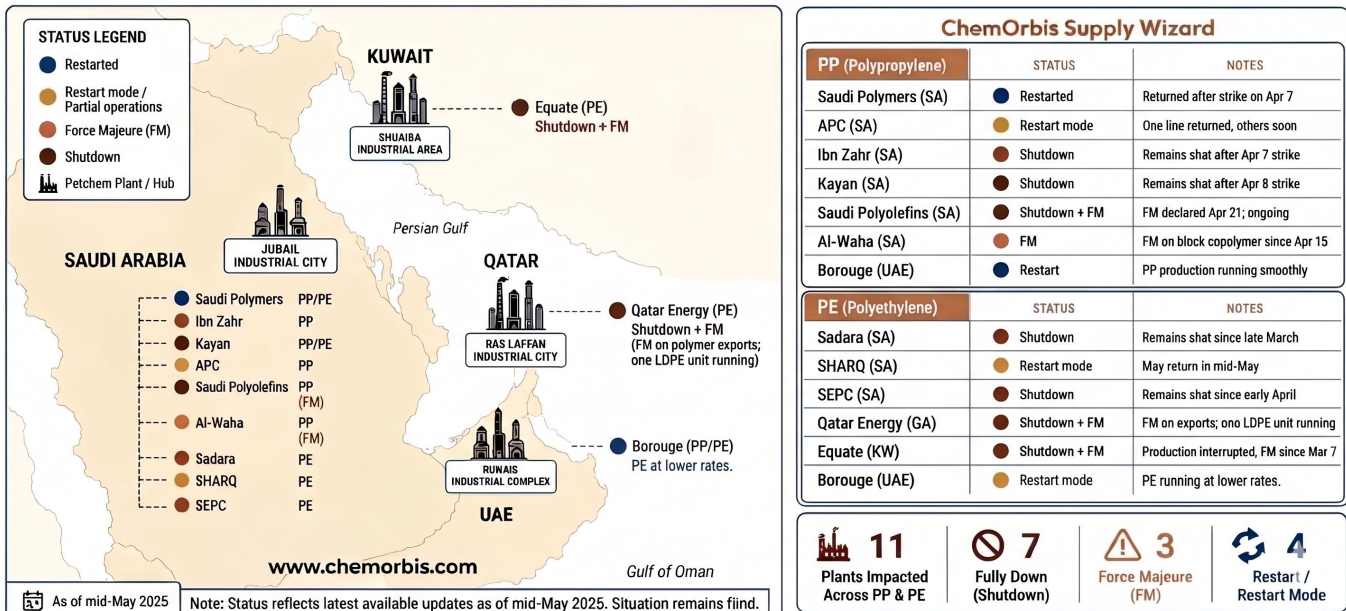 STATUS LEGEND
Restarted
Restart mode /
Partial operations
Force Majeure (FM)
Shutdown
Petchem Plant / Hub
KUWAIT
SHUAIBA
INDUSTRIAL AREA
Equate (PE)
Shutdown + FM
JUBAIL
INDUSTRIAL CITY
Persian Gulf
SAUDI ARABIA
Saudi Polymers PP/PE
Ibn Zahr PP
Kayan PP/PE
APC PP
Saudi Polyolefins PP
(FM)
Al-Waha PP
(FM)
Sadara PE
SHARQ PE
SEPC PE
QATAR
RAS LAFFAN
INDUSTRIAL CITY
Qatar Energy (PE)
Shutdown + FM
(FM on polymer exports;
one LDPE unit running)
Borouge (PP/PE)
PE at lower rates.
RUNAIS
INDUSTRIAL COMPLEX
UAE
www.chemorbis.com
Gulf of Oman
As of mid-May 2025
Note: Status reflects latest available updates as of mid-May 2025. Situation remains fiind.
ChemOrbis Supply Wizard
PP (Polypropylene) STATUS NOTES
Saudi Polymers (SA) Restarted Returned after strike on Apr 7
APC (SA) Restart mode One line returned, others soon
Ibn Zahr (SA) Shutdown Remains shat after Apr 7 strike
Kayan (SA) Shutdown Remains shat after Apr 8 strike
Saudi Polyolefins (SA) Shutdown + FM FM declared Apr 21; ongoing
Al-Waha (SA) FM FM on block copolymer since Apr 15
Borouge (UAE) Restart PP production running smoothly
PE (Polyethylene) STATUS NOTES
Sadara (SA) Shutdown Remains shat since late March
SHARQ (SA) Restart mode May return in mid-May
SEPC (SA) Shutdown Remains shat since early April
Qatar Energy (GA) Shutdown + FM FM on exports; one LDPE unit running
Equate (KW) Shutdown + FM Production interrupted, FM since Mar 7
Borouge (UAE) Restart mode PE running at lower rates.
11
Plants Impacted
Across PP & PE
7
Fully Down
(Shutdown)
3
Force Majeure
(FM)
4
Restart /
Restart Mode